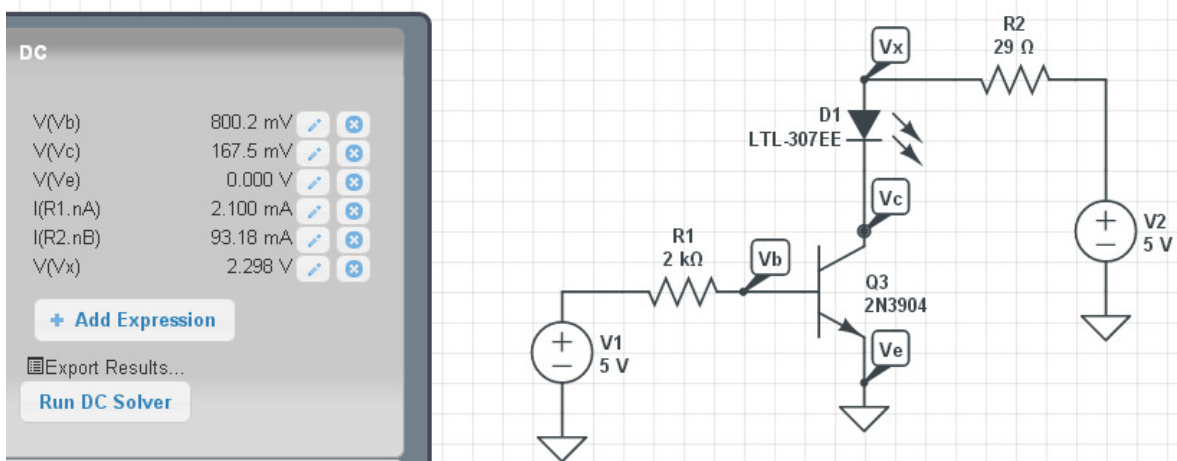 DC
V(Vb) 800.2 mV
V(Vc) 167.5 mV
V(Ve) 0.000 V
I(R1.nA) 2.100 mA
I(R2.nB) 93.18 mA
V(Vx) 2.298 V
+ Add Expression
Export Results...
Run DC Solver
R2
29 Ω
Vx
D1
LTL-307EE
Vc
V2
5 V
R1
2 kΩ
Vb
Q3
2N3904
V1
5 V
Ve